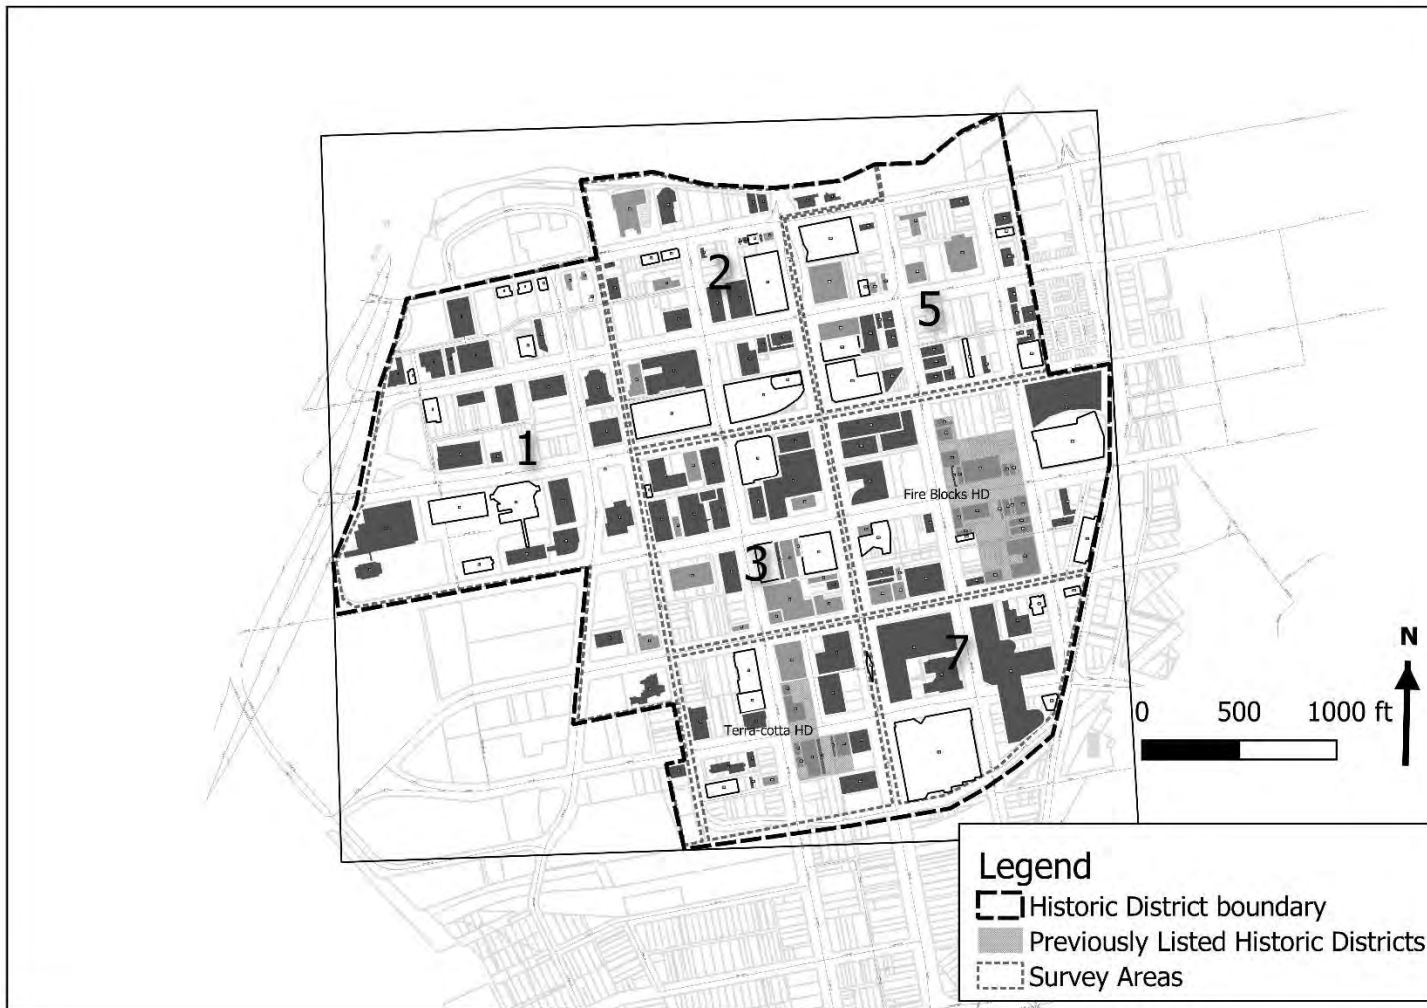 2
5
1
Fire Blocks HD
3
7
Terra-cotta HD
N
0 500 1000 ft
Legend
Historic District boundary
Previously Listed Historic Districts
Survey Areas